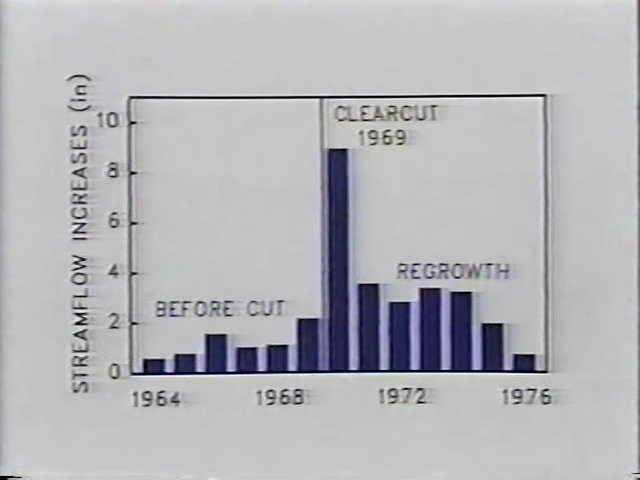 STREAMFLOW INCREASES (in)
10
8
6
4
2
0
CLEARCUT
1969
REGROWTH
BEFORE CUT
1964 1968 1972 1976